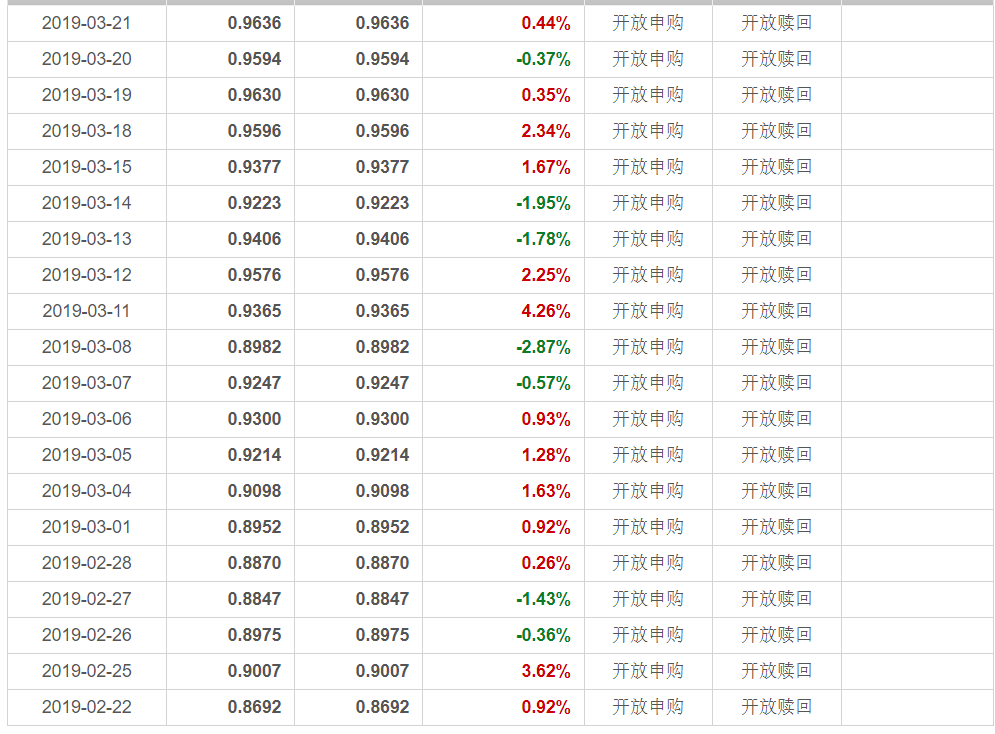 2019-03-21 0.9636 0.9636 0.44% 开放申购 开放赎回
2019-03-20 0.9594 0.9594 -0.37% 开放申购 开放赎回
2019-03-19 0.9630 0.9630 0.35% 开放申购 开放赎回
2019-03-18 0.9596 0.9596 2.34% 开放申购 开放赎回
2019-03-15 0.9377 0.9377 1.67% 开放申购 开放赎回
2019-03-14 0.9223 0.9223 -1.95% 开放申购 开放赎回
2019-03-13 0.9406 0.9406 -1.78% 开放申购 开放赎回
2019-03-12 0.9576 0.9576 2.25% 开放申购 开放赎回
2019-03-11 0.9365 0.9365 4.26% 开放申购 开放赎回
2019-03-08 0.8982 0.8982 -2.87% 开放申购 开放赎回
2019-03-07 0.9247 0.9247 -0.57% 开放申购 开放赎回
2019-03-06 0.9300 0.9300 0.93% 开放申购 开放赎回
2019-03-05 0.9214 0.9214 1.28% 开放申购 开放赎回
2019-03-04 0.9098 0.9098 1.63% 开放申购 开放赎回
2019-03-01 0.8952 0.8952 0.92% 开放申购 开放赎回
2019-02-28 0.8870 0.8870 0.26% 开放申购 开放赎回
2019-02-27 0.8847 0.8847 -1.43% 开放申购 开放赎回
2019-02-26 0.8975 0.8975 -0.36% 开放申购 开放赎回
2019-02-25 0.9007 0.9007 3.62% 开放申购 开放赎回
2019-02-22 0.8692 0.8692 0.92% 开放申购 开放赎回